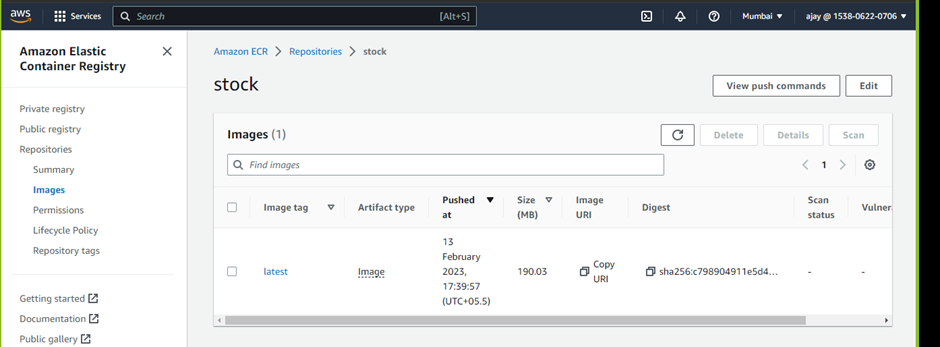 aws
Services
Search
[Alt+S]
Mumbai
ajay @ 1538-0622-0706
Amazon Elastic
Container Registry
Private registry
Public registry
Repositories
Summary
Images
Permissions
Lifecycle Policy
Repository tags
Getting started
Documentation
Public gallery
Amazon ECR > Repositories > stock
stock
View push commands
Edit
Images (1)
Delete
Details
Scan
Find images
1
Image tag
Artifact type
Pushed
at
Size
(MB)
Image
URI
Digest
Scan
status
Vulner
latest
Image
13
February
2023,
17:39:57
(UTC+05.5)
190.03
Copy
URI
sha256:c798904911e5d4...
-
-